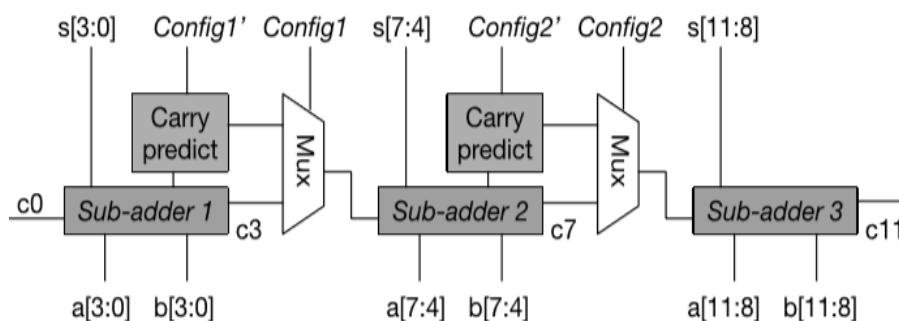 s[3:0] Config1' Config1 s[7:4] Config2’ Config2 s[11:8]
Carry predict
Mux
Carry predict
Mux
c0 Sub-adder 1 c3 Sub-adder 2 c7 Sub-adder 3 c11
a[3:0] b[3:0] a[7:4] b[7:4] a[11:8] b[11:8]